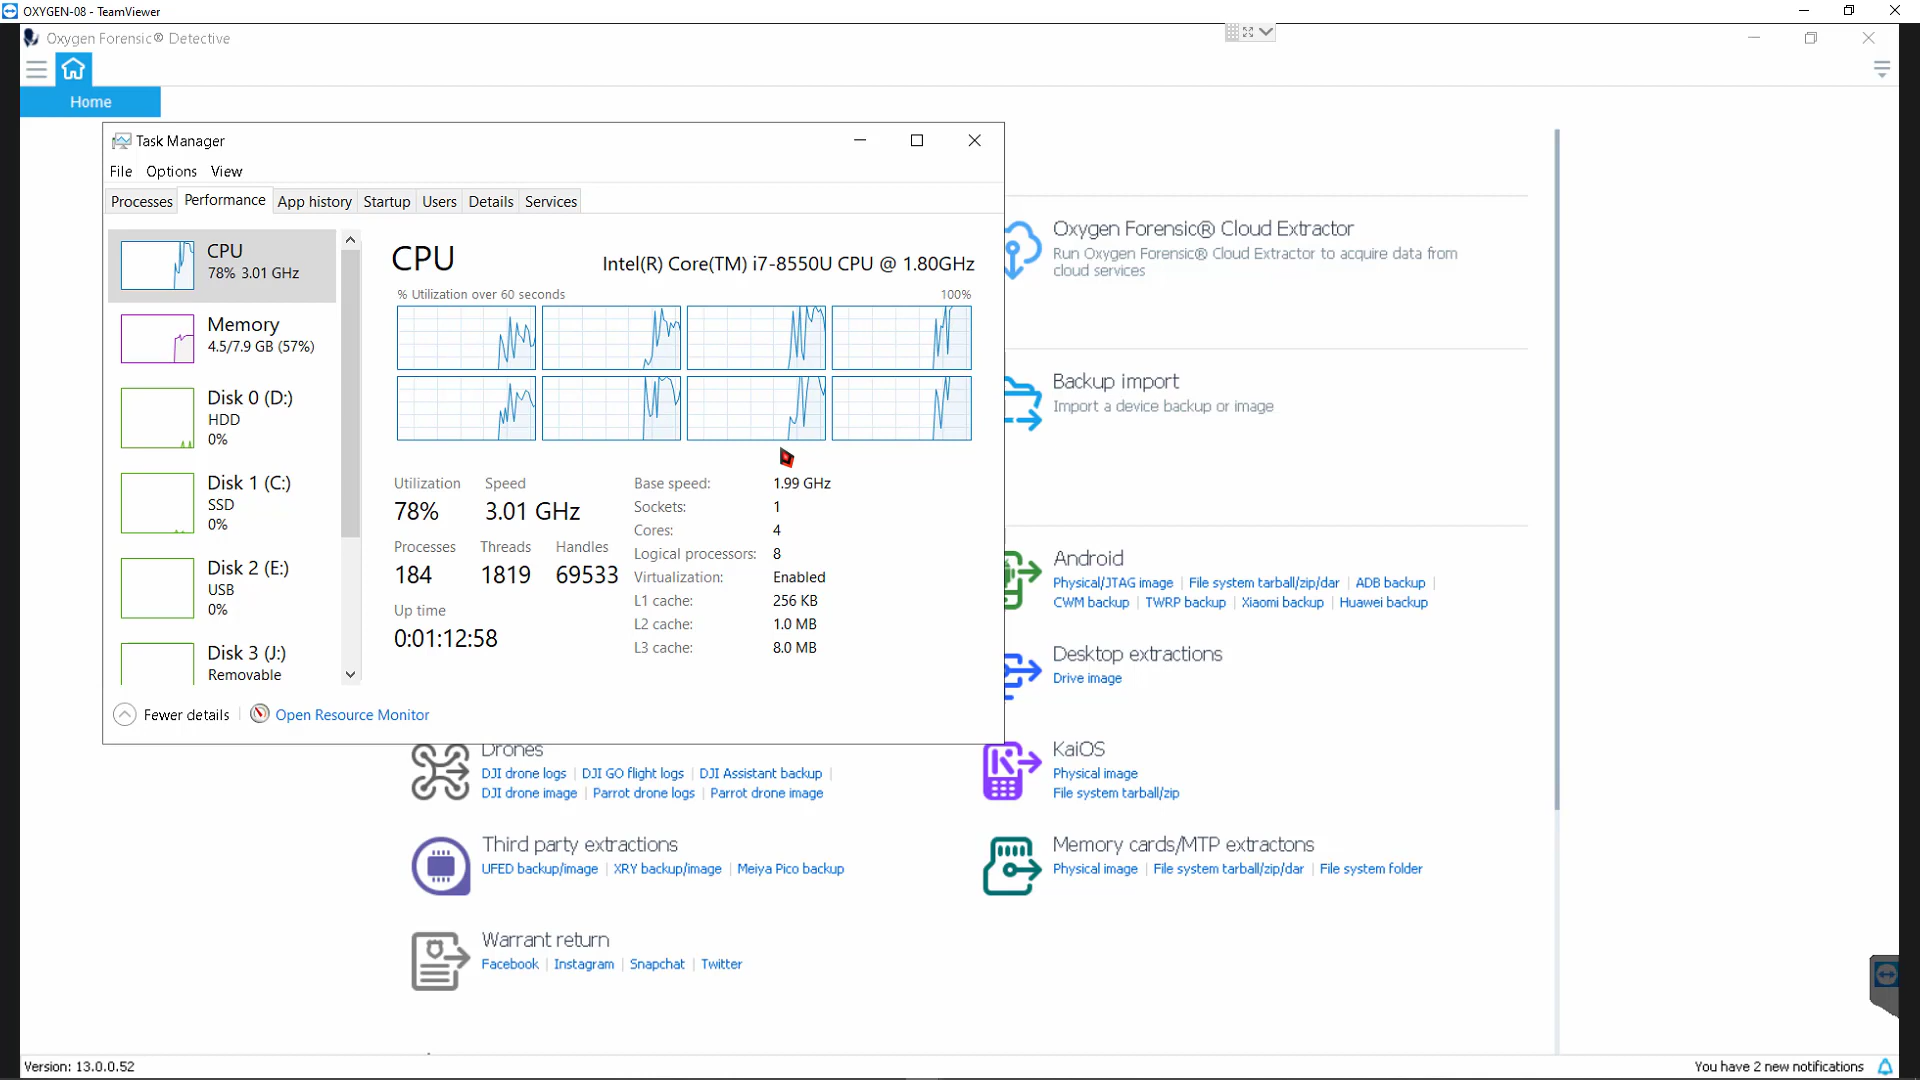 OXYGEN-08 - TeamViewer
Oxygen Forensic® Detective
Home
Task Manager
File Options View
Processes Performance App history Startup Users Details Services
CPU
78% 3.01 GHz
Memory
4.5/7.9 GB (57%)
Disk 0 (D:)
HDD
0%
Disk 1 (C:)
SSD
0%
Disk 2 (E:)
USB
0%
Disk 3 (J:)
Removable
CPU
Intel(R) Core(TM) i7-8550U CPU @ 1.80GHz
% Utilization over 60 seconds 100%
Utilization Speed
78% 3.01 GHz
Processes Threads Handles
184 1819 69533
Up time
0:01:12:58
Base speed: 1.99 GHz
Sockets: 1
Cores: 4
Logical processors: 8
Virtualization: Enabled
L1 cache: 256 KB
L2 cache: 1.0 MB
L3 cache: 8.0 MB
Fewer details Open Resource Monitor
Oxygen Forensic® Cloud Extractor
Run Oxygen Forensic® Cloud Extractor to acquire data from
cloud services
Backup import
Import a device backup or image
Android
Physical/JTAG image | File system tarball/zip/dar | ADB backup |
CWM backup | TWRP backup | Xiaomi backup | Huawei backup
Desktop extractions
Drive image
Drones
DJI drone logs | DJI GO flight logs | DJI Assistant backup |
DJI drone image | Parrot drone logs | Parrot drone image
KaiOS
Physical image
File system tarball/zip
Third party extractions
UFED backup/image | XRY backup/image | Meiya Pico backup
Memory cards/MTP extractons
Physical image | File system tarball/zip/dar | File system folder
Warrant return
Facebook | Instagram | Snapchat | Twitter
Version: 13.0.0.52
You have 2 new notifications